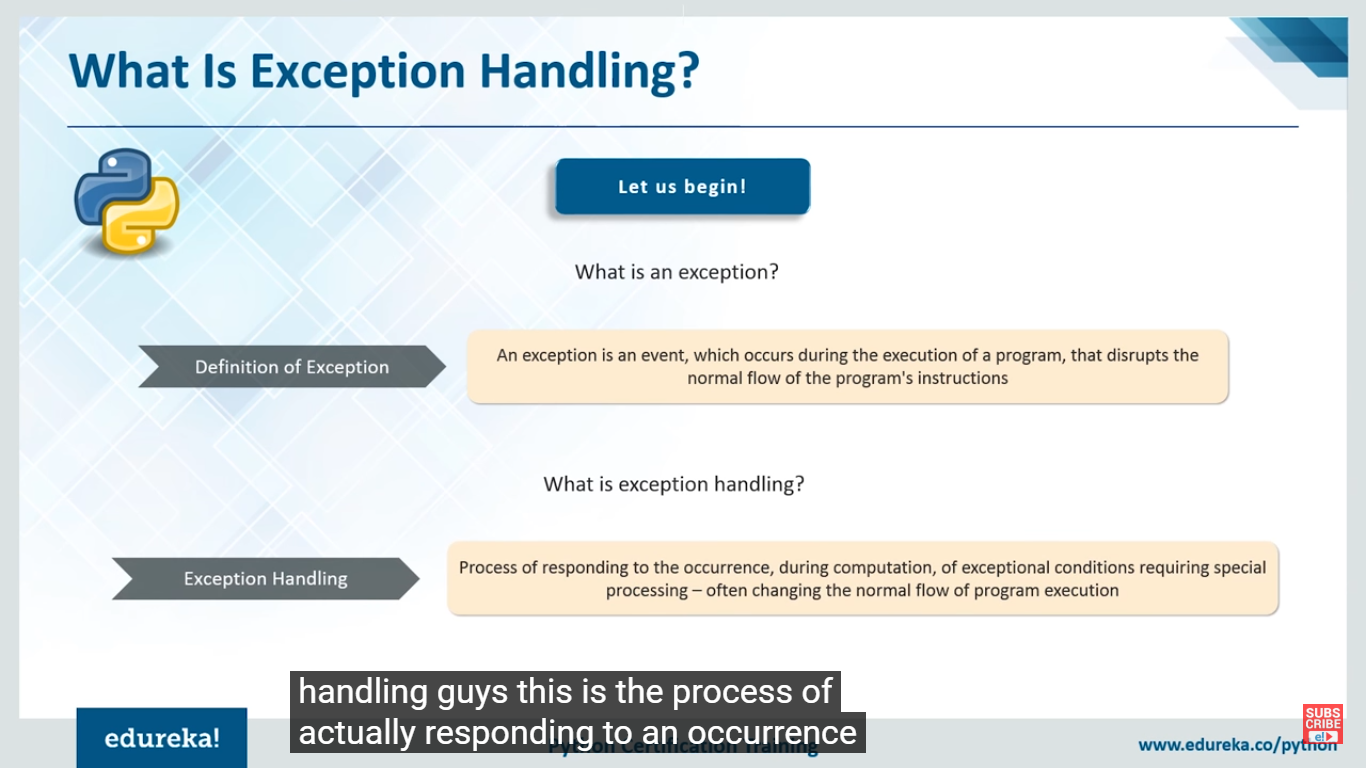 What Is Exception Handling?
Let us begin!
What is an exception?
Definition of Exception
An exception is an event, which occurs during the execution of a program, that disrupts the
normal flow of the program's instructions
What is exception handling?
Exception Handling
Process of responding to the occurrence, during computation, of exceptional conditions requiring special
processing – often changing the normal flow of program execution
handling guys this is the process of
actually responding to an occurrence
edureka!
Python Certification Training
www.edureka.co/python
SUBS
CRIBE
e!